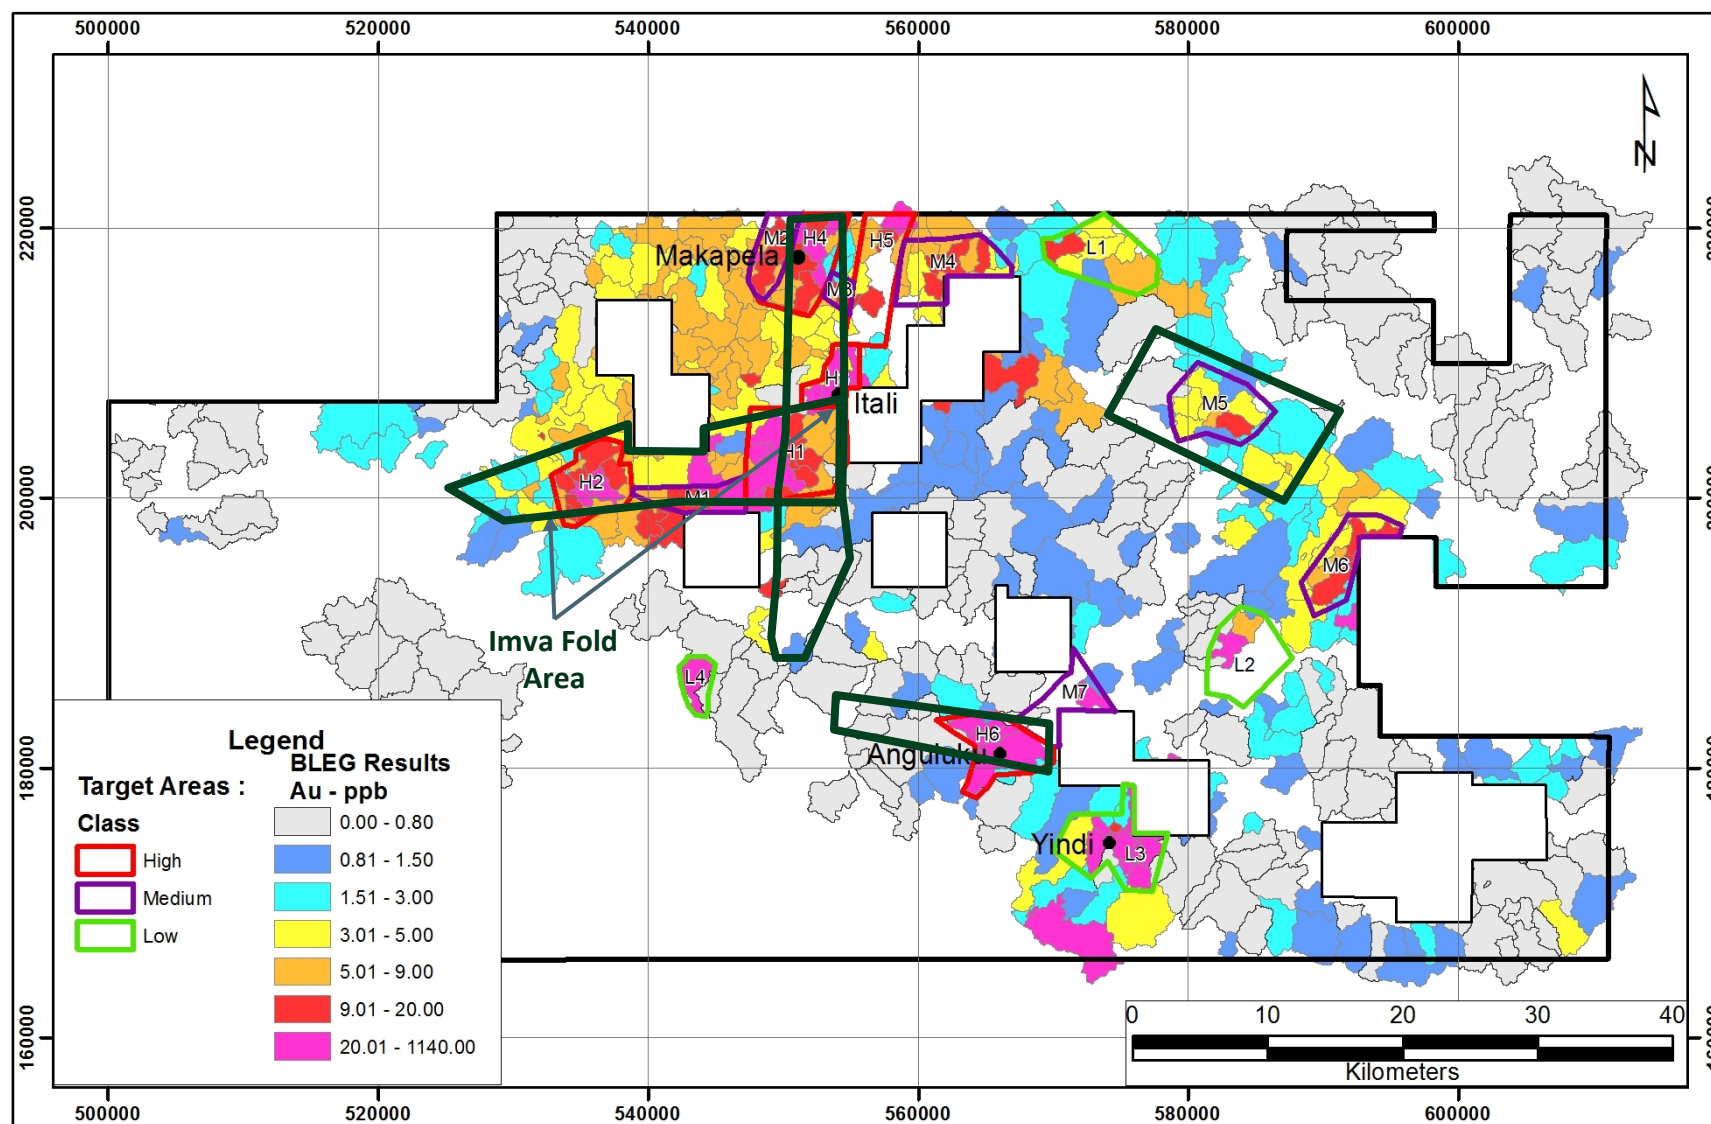 500000 520000 540000 560000 580000 600000
220000
200000
180000
160000
N
M2 H4 H5 L1
Makapela M4
M3
H
Itali M5
H1
H2
M1
M6
Imva Fold
Area
L4
L2
M7
H6
Anguluku
Yindi L3
Legend
Target Areas :
Class
High
Medium
Low
BLEG Results
Au - ppb
0.00 - 0.80
0.81 - 1.50
1.51 - 3.00
3.01 - 5.00
5.01 - 9.00
9.01 - 20.00
20.01 - 1140.00
0 10 20 30 40
Kilometers
500000 520000 540000 560000 580000 600000